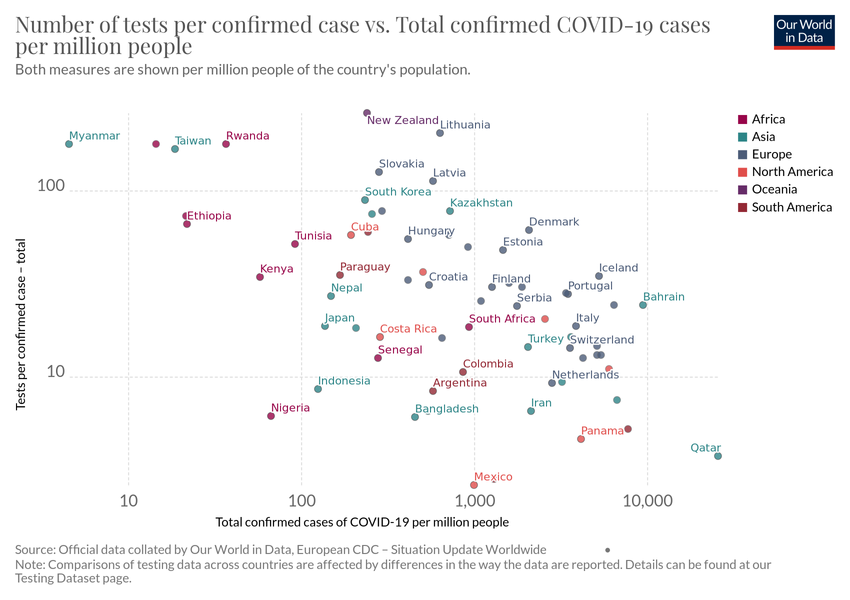 Number of tests per confirmed case vs. Total confirmed COVID-19 cases
per million people
Both measures are shown per million people of the country's population.
Our World
in Data
New Zealand
Lithuania
Myanmar
Taiwan
Rwanda
Slovakia
Latvia
100
South Korea
Kazakhstan
Ethiopia
Cuba
Hungary
Denmark
Tunisia
Estonia
Kenya
Paraguay
Croatia
Finland
Iceland
Portugal
Nepal
Serbia
Bahrain
Japan
South Africa
Italy
Costa Rica
Turkey
Switzerland
Senegal
Colombia
10
Netherlands
Indonesia
Argentina
Nigeria
Bangladesh
Iran
Panama
Qatar
Mexico
Africa
Asia
Europe
North America
Oceania
South America
Tests per confirmed case – total
10
100
1,000
10,000
Total confirmed cases of COVID-19 per million people
Source: Official data collated by Our World in Data, European CDC – Situation Update Worldwide
Note: Comparisons of testing data across countries are affected by differences in the way the data are reported. Details can be found at our
Testing Dataset page.